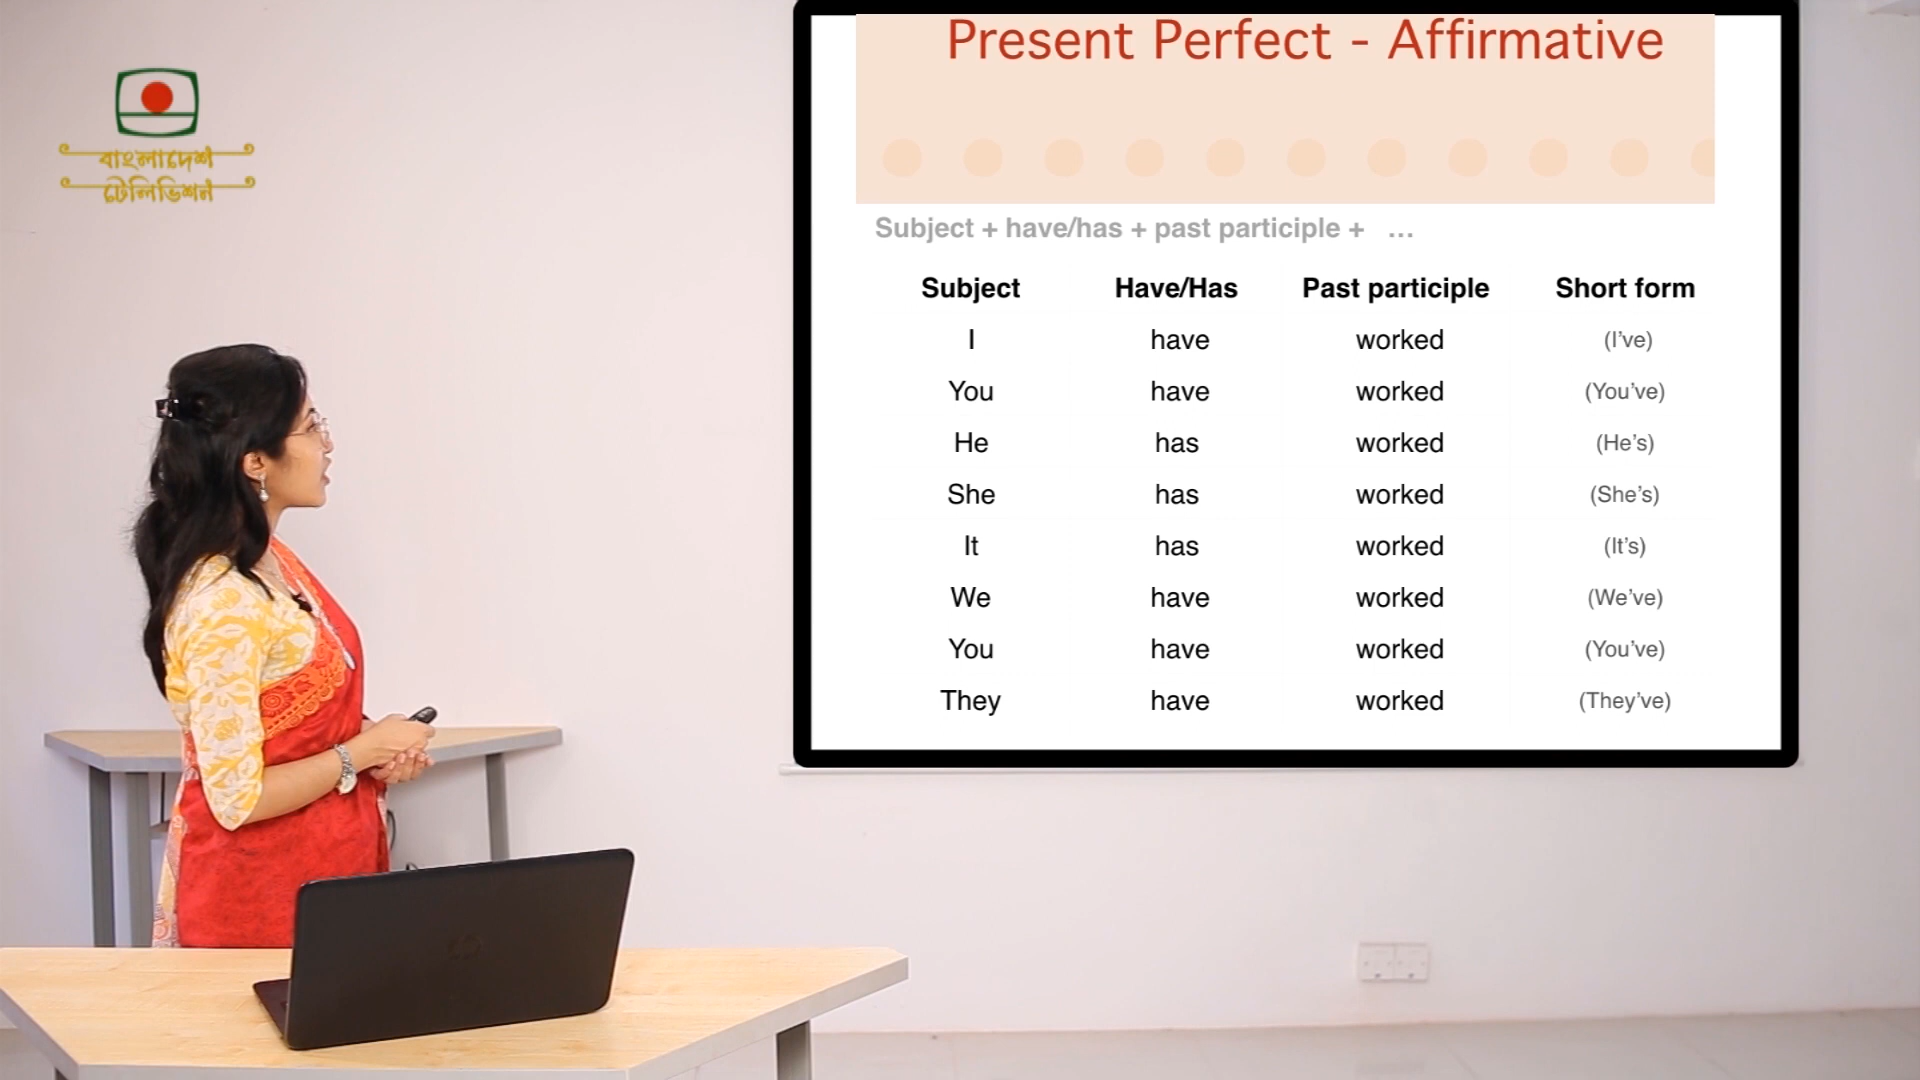 বাংলাদেশ
টেলিভিশন
Present Perfect - Affirmative
Subject + have/has + past participle + …
Subject Have/Has Past participle Short form
I have worked (I’ve)
You have worked (You’ve)
He has worked (He’s)
She has worked (She’s)
It has worked (It’s)
We have worked (We’ve)
You have worked (You’ve)
They have worked (They’ve)